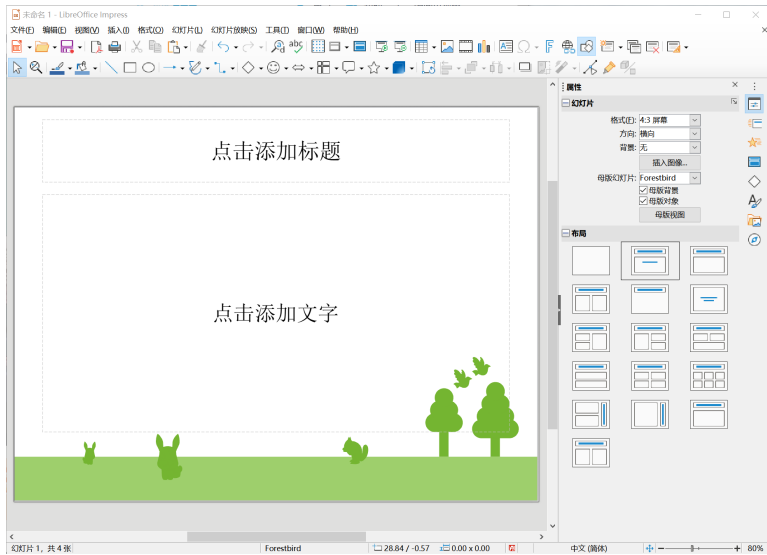 未命名 1 - LibreOffice Impress
文件(F) 编辑(E) 视图(V) 插入(I) 格式(O) 幻灯片(L) 幻灯片放映(S) 工具(T) 窗口(W) 帮助(H)
属性
幻灯片
格式(F): 4:3 屏幕
方向: 横向
背景: 无
插入图像...
母版幻灯片: Forestbird
母版背景
母版对象
母版视图
布局
点击添加标题
点击添加文字
幻灯片 1，共 4 张 Forestbird 28.84 / -0.57 0.00 x 0.00 中文 (简体) 80%